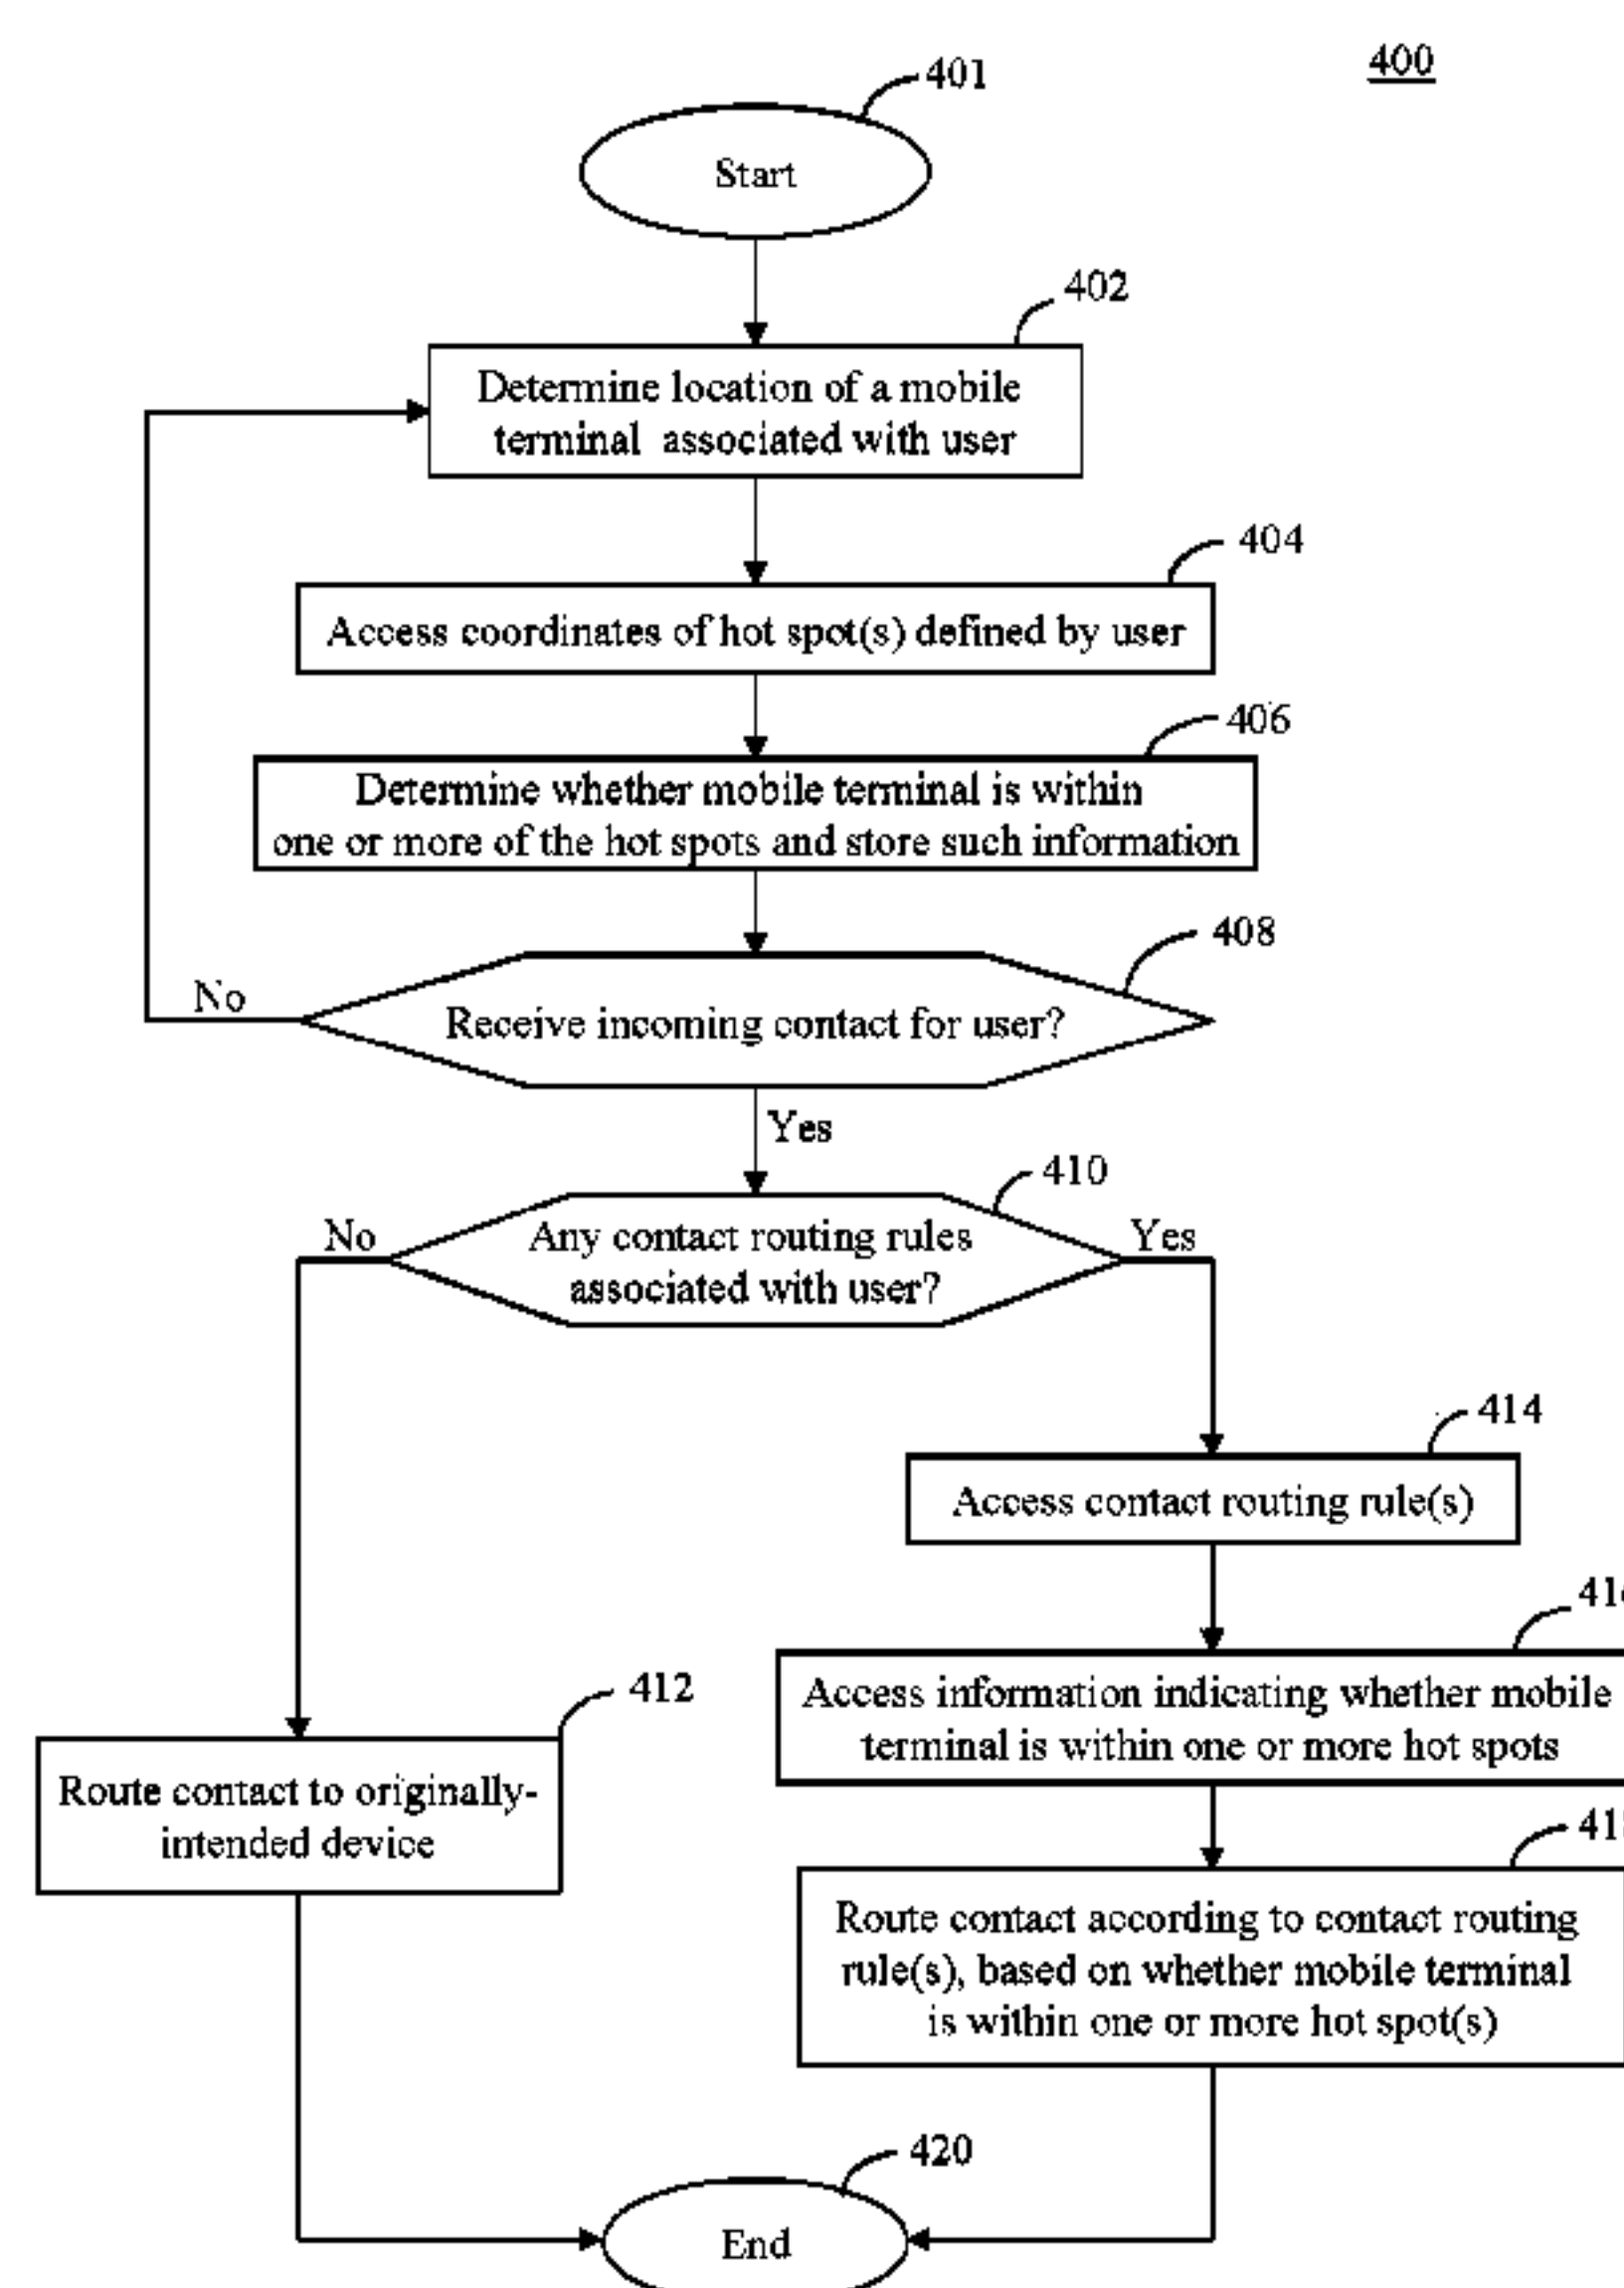 400
401
Start
402
Determine location of a mobile
terminal associated with user
404
Access coordinates of hot spot(s) defined by user
406
Determine whether mobile terminal is within
one or more of the hot spots and store such information
408
No
Receive incoming contact for user?
Yes
410
No
Any contact routing rules
associated with user?
Yes
414
Access contact routing rule(s)
Access information indicating whether mobile
terminal is within one or more hot spots
412
Route contact to originally-
intended device
Route contact according to contact routing
rule(s), based on whether mobile terminal
is within one or more hot spot(s)
420
End